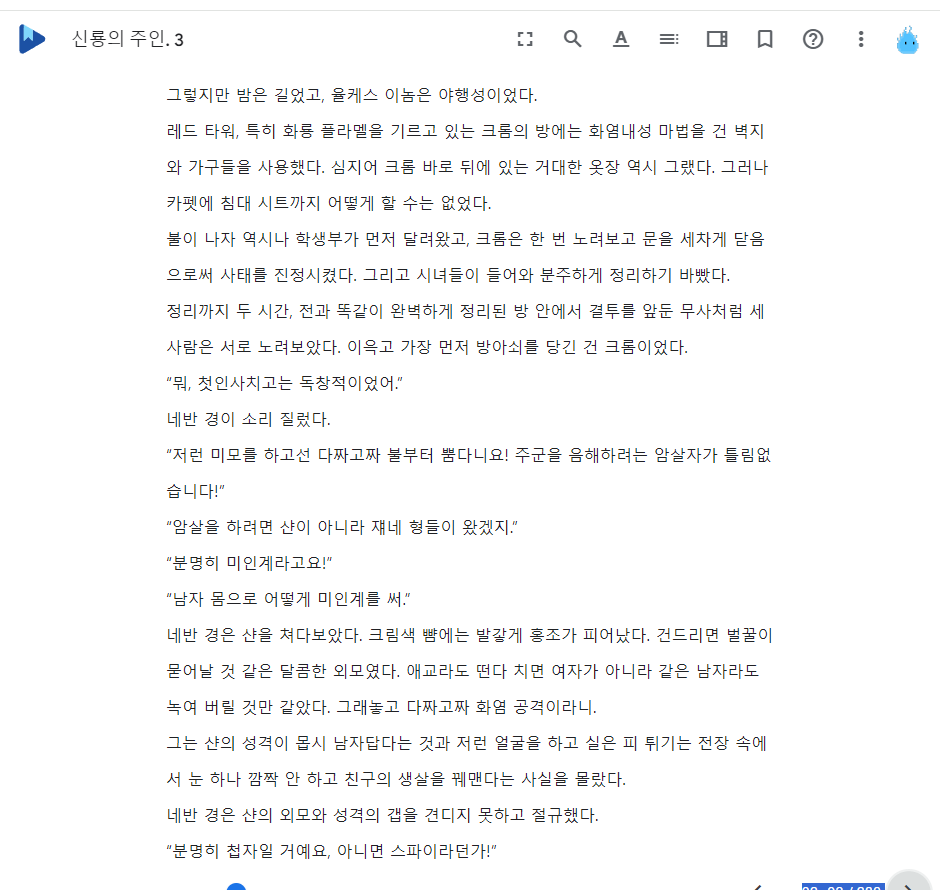 신룡의 주인. 3
그렇지만 밤은 길었고, 율케스 이놈은 야행성이었다.
레드 타워, 특히 화룡 플라멜을 기르고 있는 크롬의 방에는 화염내성 마법을 건 벽지
와 가구들을 사용했다. 심지어 크롬 바로 뒤에 있는 거대한 옷장 역시 그랬다. 그러나
카펫에 침대 시트까지 어떻게 할 수는 없었다.
불이 나자 역시나 학생부가 먼저 달려왔고, 크롬은 한 번 노려보고 문을 세차게 닫음
으로써 사태를 진정시켰다. 그리고 시녀들이 들어와 분주하게 정리하기 바빴다.
정리까지 두 시간, 전과 똑같이 완벽하게 정리된 방 안에서 결투를 앞둔 무사처럼 세
사람은 서로 노려보았다. 이윽고 가장 먼저 방아쇠를 당긴 건 크롬이었다.
“뭐, 첫인사치고는 독창적이었어.”
네반 경이 소리 질렀다.
“저런 미모를 하고선 다짜고짜 불부터 뿜다니요! 주군을 음해하려는 암살자가 틀림없
습니다!”
“암살을 하려면 샨이 아니라 쟤네 형들이 왔겠지.”
“분명히 미인계라고요!”
“남자 몸으로 어떻게 미인계를 써.”
네반 경은 샨을 쳐다보았다. 크림색 뺨에는 발갛게 홍조가 피어났다. 건드리면 벌꿀이
묻어날 것 같은 달콤한 외모였다. 애교라도 떤다 치면 여자가 아니라 같은 남자라도
녹여 버릴 것만 같았다. 그래놓고 다짜고짜 화염 공격이라니.
그는 샨의 성격이 몹시 남자답다는 것과 저런 얼굴을 하고 실은 피 튀기는 전장 속에
서 눈 하나 깜짝 안 하고 친구의 생살을 꿰맨다는 사실을 몰랐다.
네반 경은 샨의 외모와 성격의 갭을 견디지 못하고 절규했다.
“분명히 첩자일 거예요, 아니면 스파이라던가!”